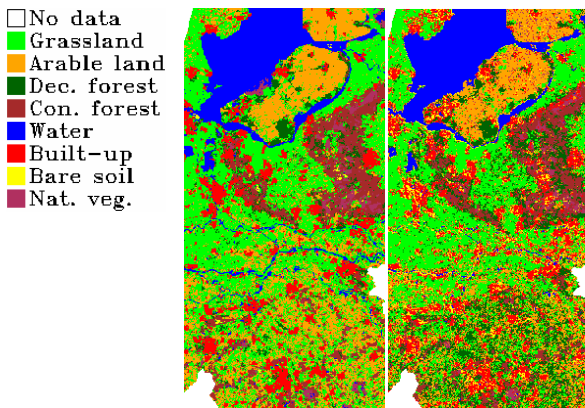 No data
Grassland
Arable land
Dec. forest
Con. forest
Water
Built-up
Bare soil
Nat. veg.